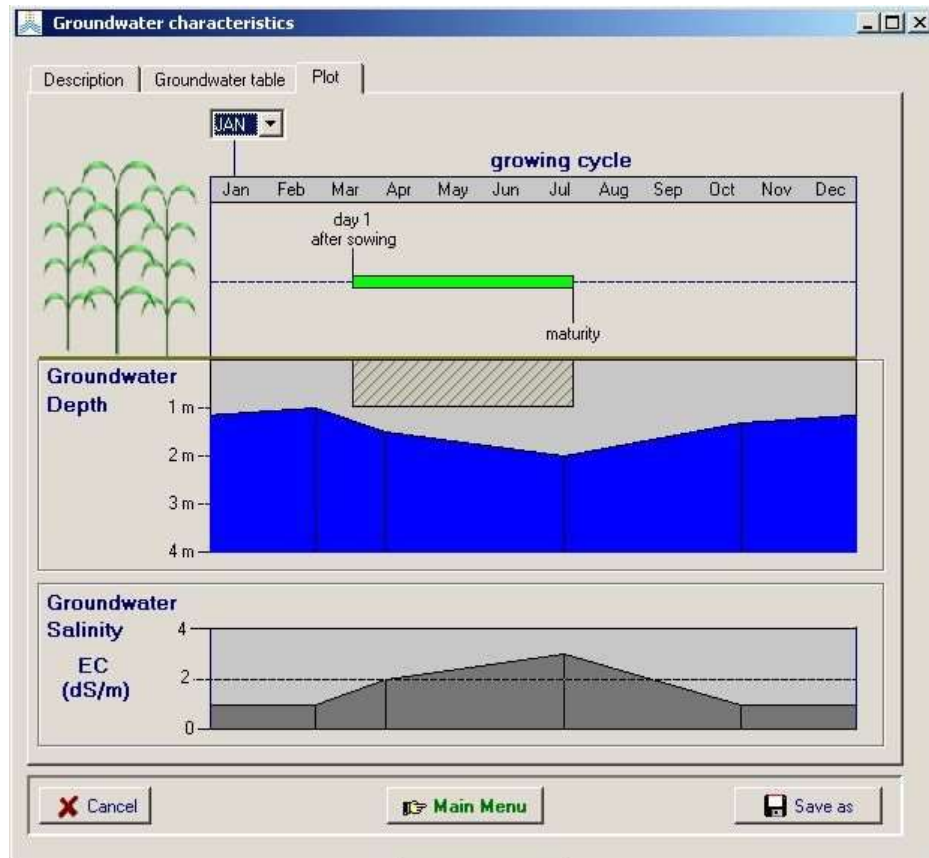 Groundwater characteristics
Description Groundwater table Plot
JAN
growing cycle
Jan Feb Mar Apr May Jun Jul Aug Sep Oct Nov Dec
day 1
after sowing
maturity
Groundwater
Depth
1 m
2 m
3 m
4 m
Groundwater
Salinity
4
EC
(dS/m)
2
0
Cancel Main Menu Save as